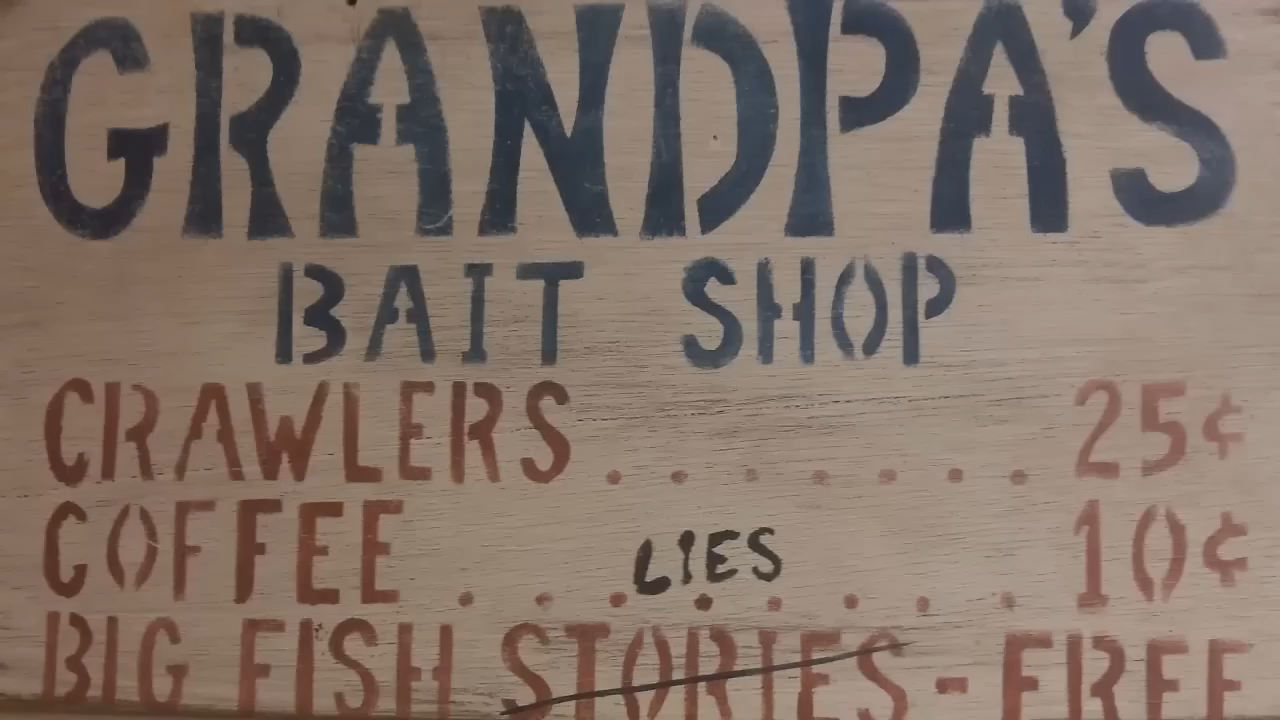 GRANDPA'S
BAIT SHOP
CRAWLERS . . . . . . . 25¢
COFFEE . . . . . . . . 10¢
LIES
BIG FISH STORIES - FREE